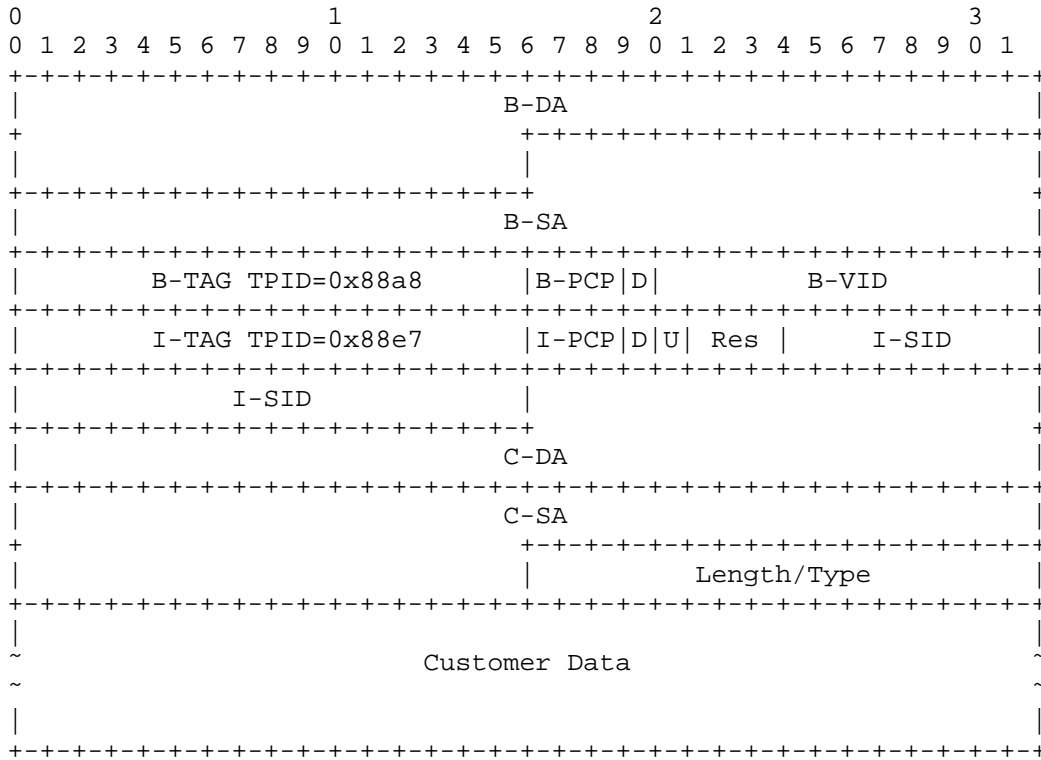 0                   1                   2                   3
0 1 2 3 4 5 6 7 8 9 0 1 2 3 4 5 6 7 8 9 0 1 2 3 4 5 6 7 8 9 0 1
+-+-+-+-+-+-+-+-+-+-+-+-+-+-+-+-+-+-+-+-+-+-+-+-+-+-+-+-+-+-+-+-+
|                              B-DA                             |
+                               +-+-+-+-+-+-+-+-+-+-+-+-+-+-+-+-+
|                               |                               |
+-+-+-+-+-+-+-+-+-+-+-+-+-+-+-+-+                               +
|                              B-SA                             |
+-+-+-+-+-+-+-+-+-+-+-+-+-+-+-+-+-+-+-+-+-+-+-+-+-+-+-+-+-+-+-+-+
|        B-TAG TPID=0x88a8      |B-PCP|D|         B-VID         |
+-+-+-+-+-+-+-+-+-+-+-+-+-+-+-+-+-+-+-+-+-+-+-+-+-+-+-+-+-+-+-+-+
|        I-TAG TPID=0x88e7      |I-PCP|D|U| Res |     I-SID     |
+-+-+-+-+-+-+-+-+-+-+-+-+-+-+-+-+-+-+-+-+-+-+-+-+-+-+-+-+-+-+-+-+
|             I-SID             |                               |
+-+-+-+-+-+-+-+-+-+-+-+-+-+-+-+-+                               +
|                              C-DA                             |
+-+-+-+-+-+-+-+-+-+-+-+-+-+-+-+-+-+-+-+-+-+-+-+-+-+-+-+-+-+-+-+-+
|                              C-SA                             |
+                               +-+-+-+-+-+-+-+-+-+-+-+-+-+-+-+-+
|                               |          Length/Type          |
+-+-+-+-+-+-+-+-+-+-+-+-+-+-+-+-+-+-+-+-+-+-+-+-+-+-+-+-+-+-+-+-+
|                                                               |
~                         Customer Data                         ~
~                                                               ~
|                                                               |
+-+-+-+-+-+-+-+-+-+-+-+-+-+-+-+-+-+-+-+-+-+-+-+-+-+-+-+-+-+-+-+-+